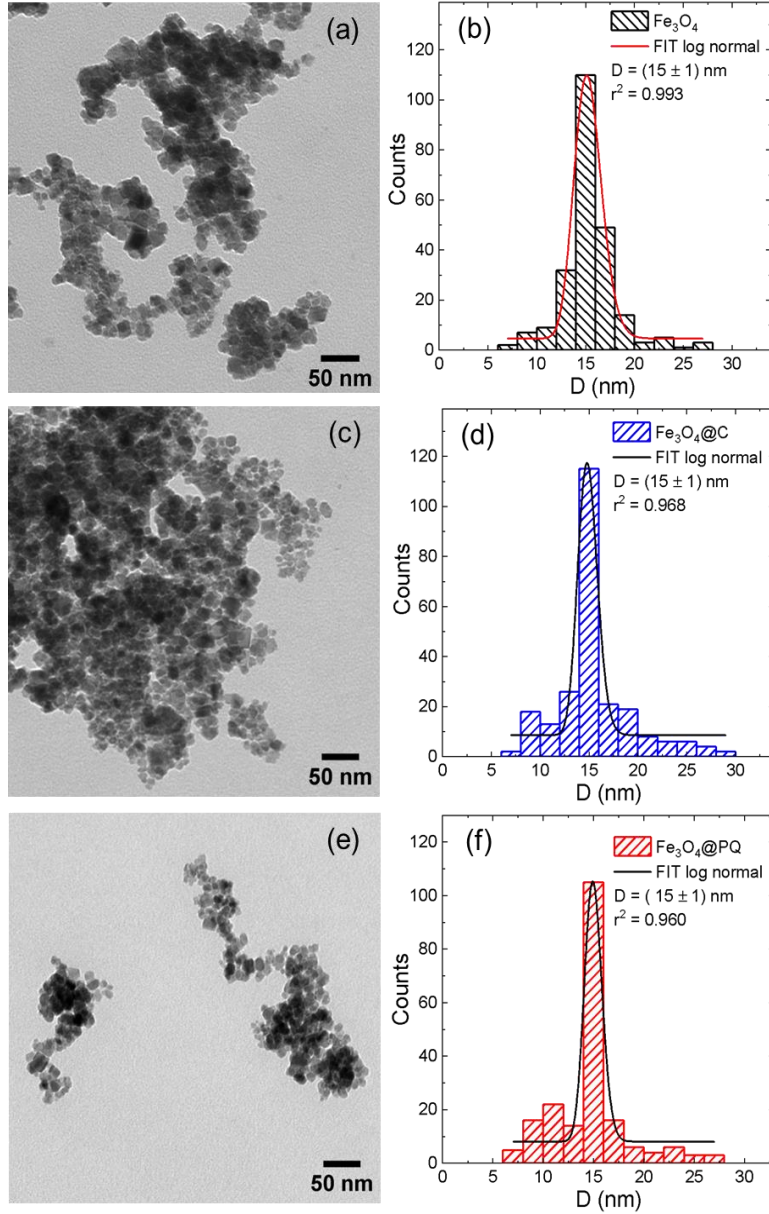 (a)
50 nm
(b)
Fe₃O₄
FIT log normal
D = (15 ± 1) nm
r² = 0.993
120
100
80
60
40
20
0
Counts
0 5 10 15 20 25 30
D (nm)
(c)
50 nm
(d)
Fe₃O₄@C
FIT log normal
D = (15 ± 1) nm
r² = 0.968
120
100
80
60
40
20
0
Counts
0 5 10 15 20 25 30
D (nm)
(e)
50 nm
(f)
Fe₃O₄@PQ
FIT log normal
D = ( 15 ± 1) nm
r² = 0.960
120
100
80
60
40
20
0
Counts
0 5 10 15 20 25 30
D (nm)